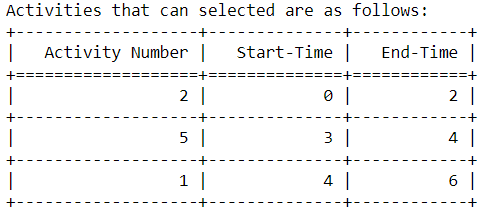 Activities that can selected are as follows:
+-------------------+--------------+------------+
|   Activity Number |   Start-Time |   End-Time |
+===================+==============+============+
|                 2 |            0 |          2 |
+-------------------+--------------+------------+
|                 5 |            3 |          4 |
+-------------------+--------------+------------+
|                 1 |            4 |          6 |
+-------------------+--------------+------------+